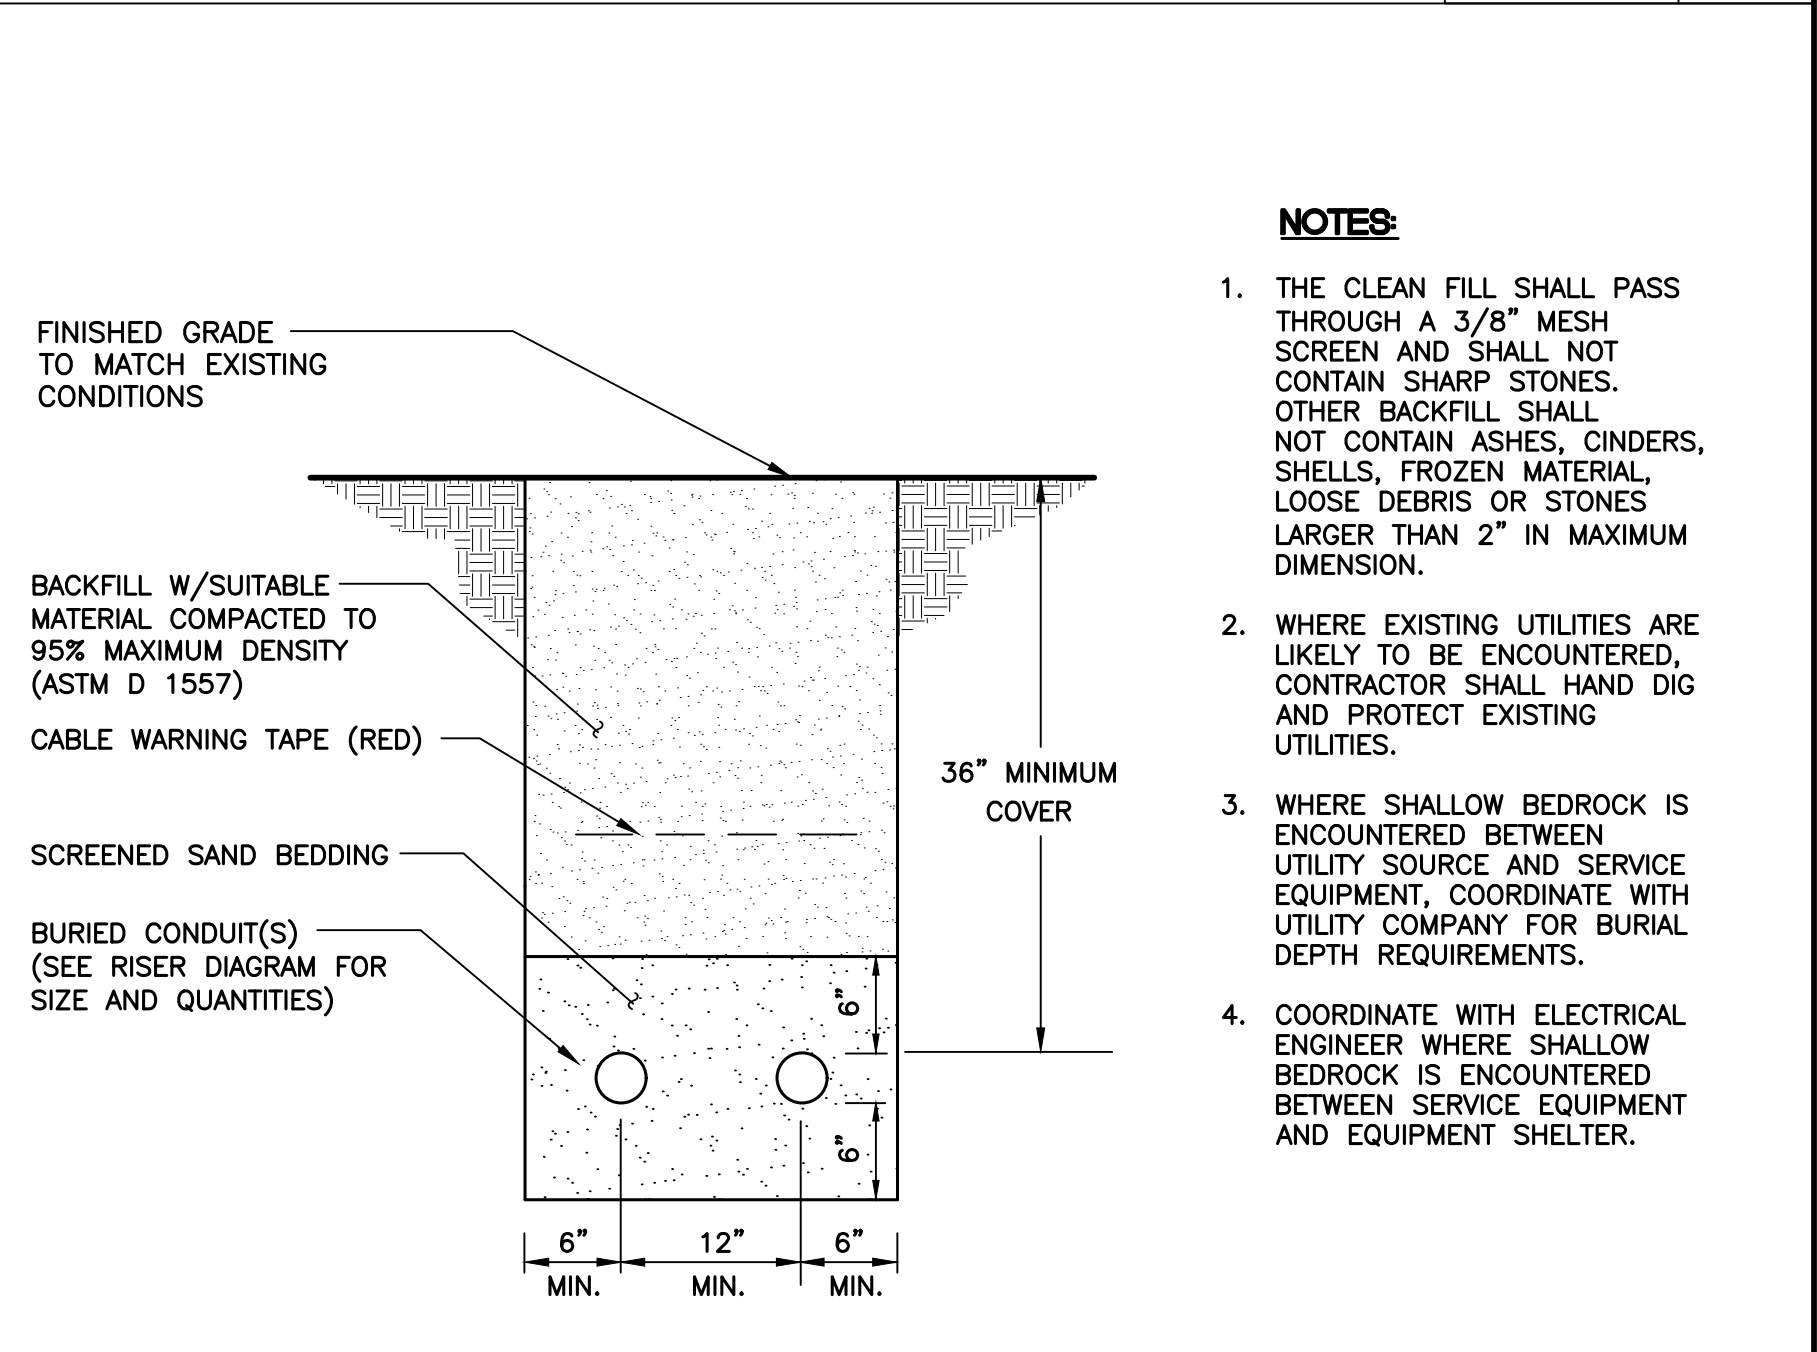 FINISHED GRADE
TO MATCH EXISTING
CONDITIONS
BACKFILL W/SUITABLE
MATERIAL COMPACTED TO
95% MAXIMUM DENSITY
(ASTM D 1557)
CABLE WARNING TAPE (RED)
SCREENED SAND BEDDING
BURIED CONDUIT(S)
(SEE RISER DIAGRAM FOR
SIZE AND QUANTITIES)
36" MINIMUM
COVER
6"
6"
6"
12"
6"
MIN.
MIN.
MIN.
NOTES:
1. THE CLEAN FILL SHALL PASS
THROUGH A 3/8" MESH
SCREEN AND SHALL NOT
CONTAIN SHARP STONES.
OTHER BACKFILL SHALL
NOT CONTAIN ASHES, CINDERS,
SHELLS, FROZEN MATERIAL,
LOOSE DEBRIS OR STONES
LARGER THAN 2" IN MAXIMUM
DIMENSION.
2. WHERE EXISTING UTILITIES ARE
LIKELY TO BE ENCOUNTERED,
CONTRACTOR SHALL HAND DIG
AND PROTECT EXISTING
UTILITIES.
3. WHERE SHALLOW BEDROCK IS
ENCOUNTERED BETWEEN
UTILITY SOURCE AND SERVICE
EQUIPMENT, COORDINATE WITH
UTILITY COMPANY FOR BURIAL
DEPTH REQUIREMENTS.
4. COORDINATE WITH ELECTRICAL
ENGINEER WHERE SHALLOW
BEDROCK IS ENCOUNTERED
BETWEEN SERVICE EQUIPMENT
AND EQUIPMENT SHELTER.